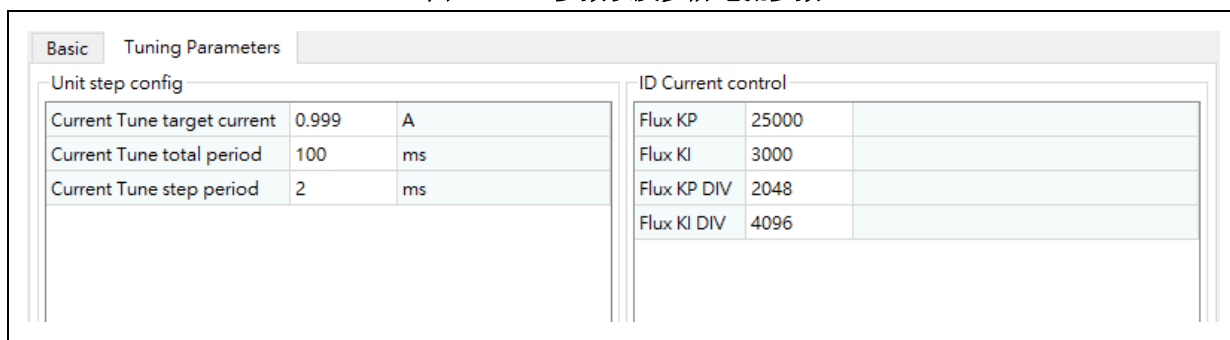 Basic Tuning Parameters
Unit step config
Current Tune target current 0.999 A
Current Tune total period 100 ms
Current Tune step period 2 ms
ID Current control
Flux KP 25000
Flux KI 3000
Flux KP DIV 2048
Flux KI DIV 4096